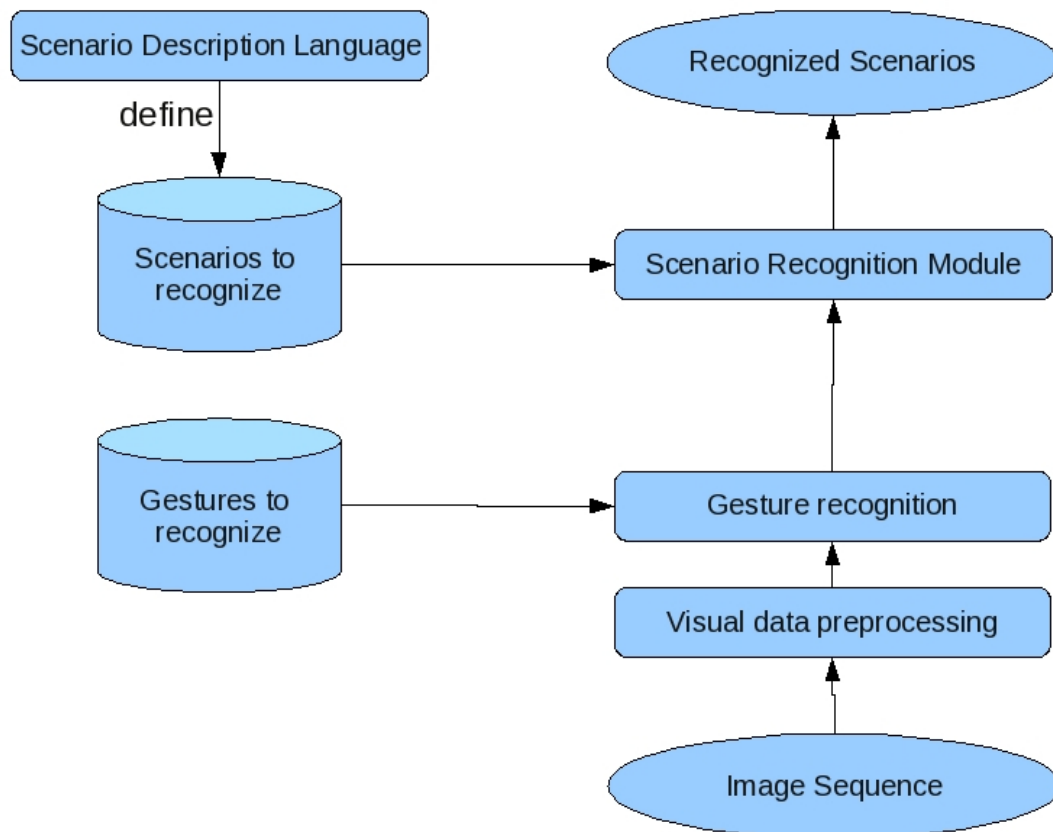 Scenario Description Language
define
Scenarios to
recognize
Gestures to
recognize
Recognized Scenarios
Scenario Recognition Module
Gesture recognition
Visual data preprocessing
Image Sequence